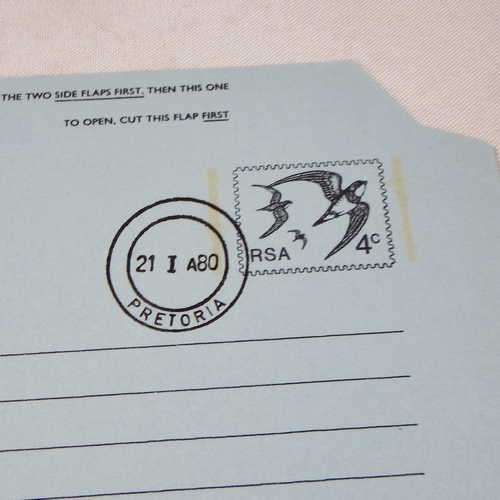 THE TWO SIDE FLAPS FIRST, THEN THIS ONE
TO OPEN, CUT THIS FLAP FIRST
RSA 4c
21 I A80
PRETORIA